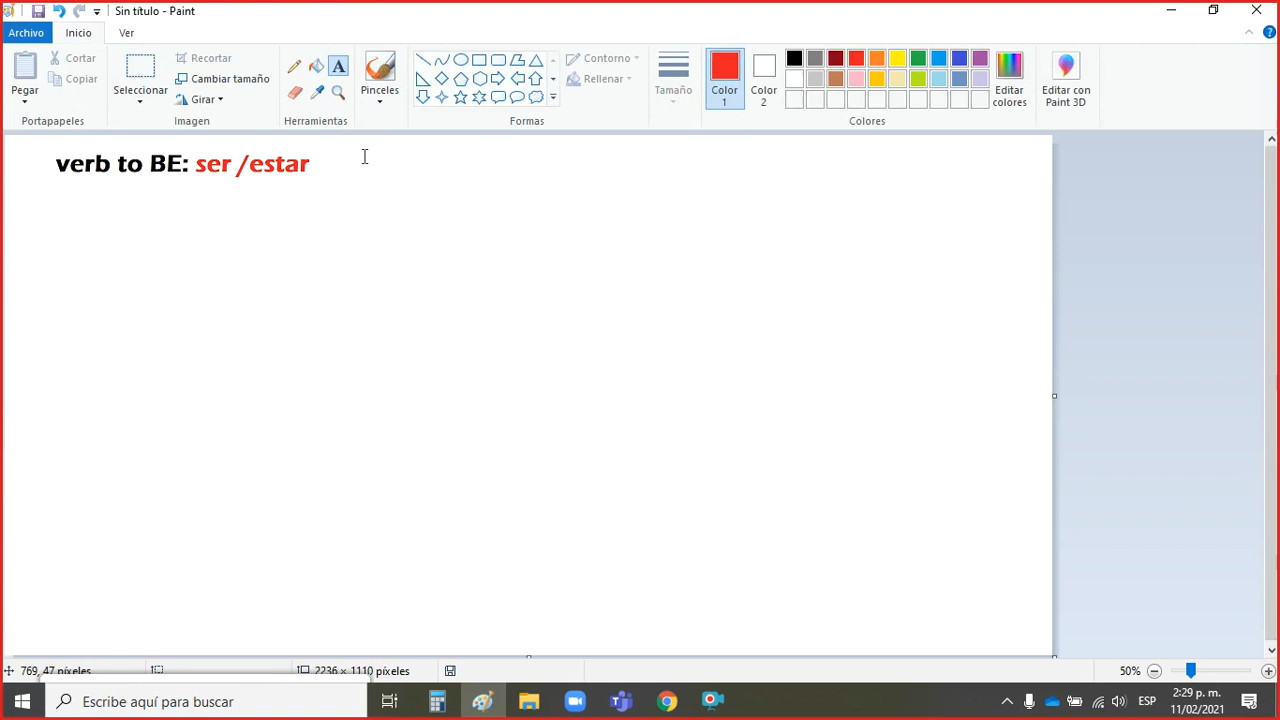 Sin título - Paint
Archivo Inicio Ver
Pegar
Cortar
Copiar
Portapapeles
Seleccionar
Recortar
Cambiar tamaño
Girar
Imagen
A
Herramientas
Pinceles
Contorno
Rellenar
Formas
Tamaño
Color 1
Color 2
Editar colores
Colores
Editar con Paint 3D
verb to BE: ser /estar
769, 47 píxeles
2236 × 1110 píxeles
50%
Escribe aquí para buscar
ESP
2:29 p. m.
11/02/2021